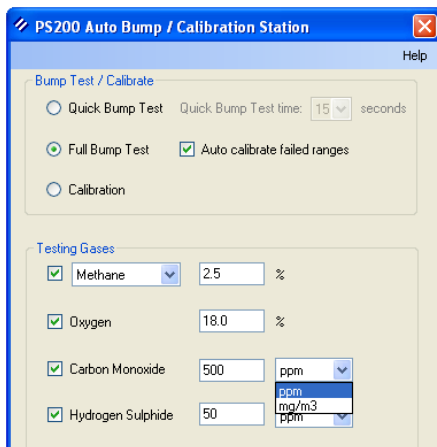 PS200 Auto Bump / Calibration Station
Help
Bump Test / Calibrate
Quick Bump Test Quick Bump Test time: 15 seconds
Full Bump Test Auto calibrate failed ranges
Calibration
Testing Gases
Methane 2.5 %
Oxygen 18.0 %
Carbon Monoxide 500 ppm
ppm
mg/m3
Hydrogen Sulphide 50 ppm